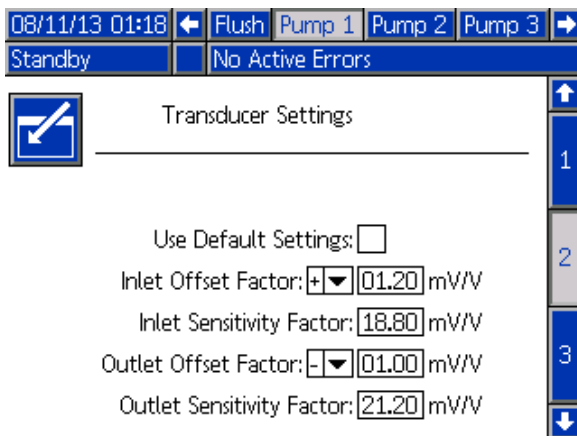 08/11/13 01:18 Flush Pump 1 Pump 2 Pump 3
Standby No Active Errors
Transducer Settings
1
Use Default Settings:
2
Inlet Offset Factor: + 01.20 mV/V
Inlet Sensitivity Factor: 18.80 mV/V
Outlet Offset Factor: - 01.00 mV/V
3
Outlet Sensitivity Factor: 21.20 mV/V